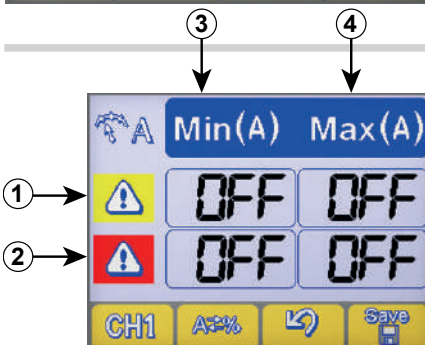 3 4
A Min(A) Max(A)
1 OFF OFF
2 OFF OFF
CH1 A⇄% Save